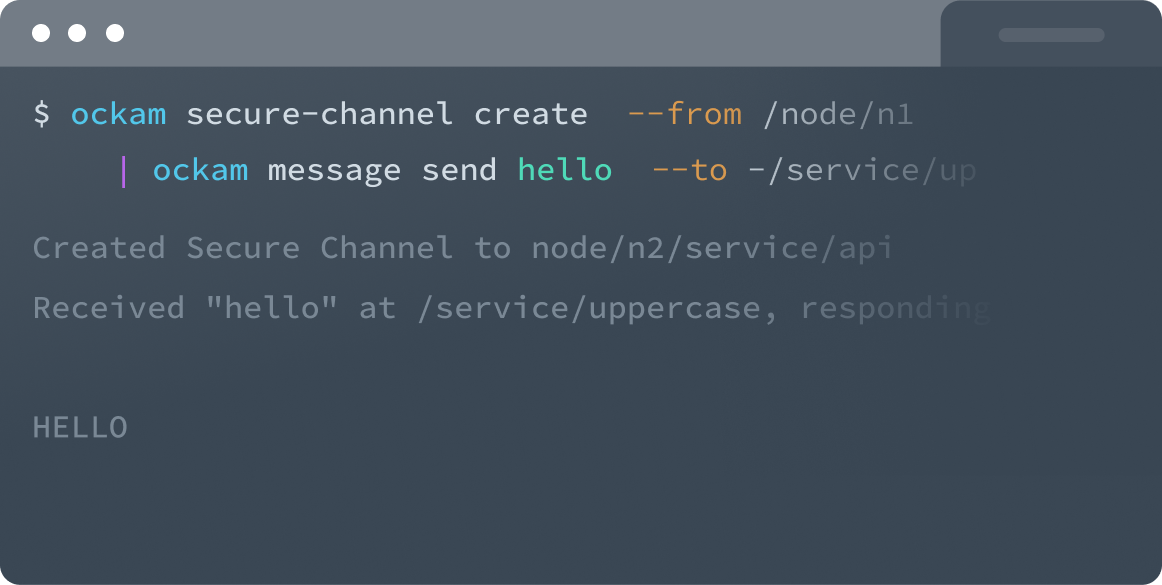 $ ockam secure-channel create --from /node/n1
| ockam message send hello --to -/service/up
Created Secure Channel to node/n2/service/api
Received "hello" at /service/uppercase, responding
HELLO